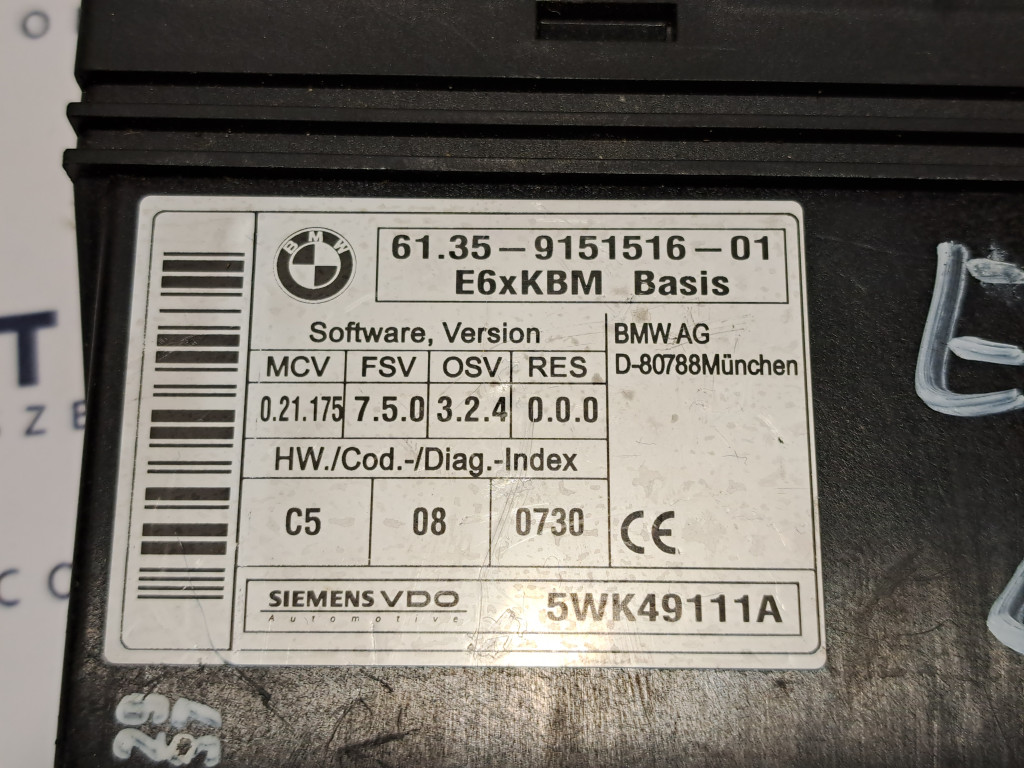 BMW
61.35-9151516-01
E6xKBM Basis
Software, Version
MCV FSV OSV RES
0.21.175 7.5.0 3.2.4 0.0.0
BMW AG
D-80788München
HW./Cod.-/Diag.-Index
C5 08 0730
CE
SIEMENS VDO
Automotive
5WK49111A